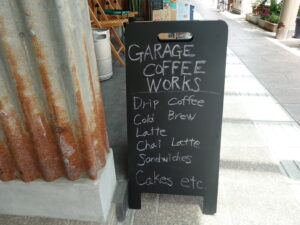 GARAGE
COFFEE
WORKS
Drip Coffee
Cold Brew
Latte
Chai Latte
Sandwiches
Cakes etc.